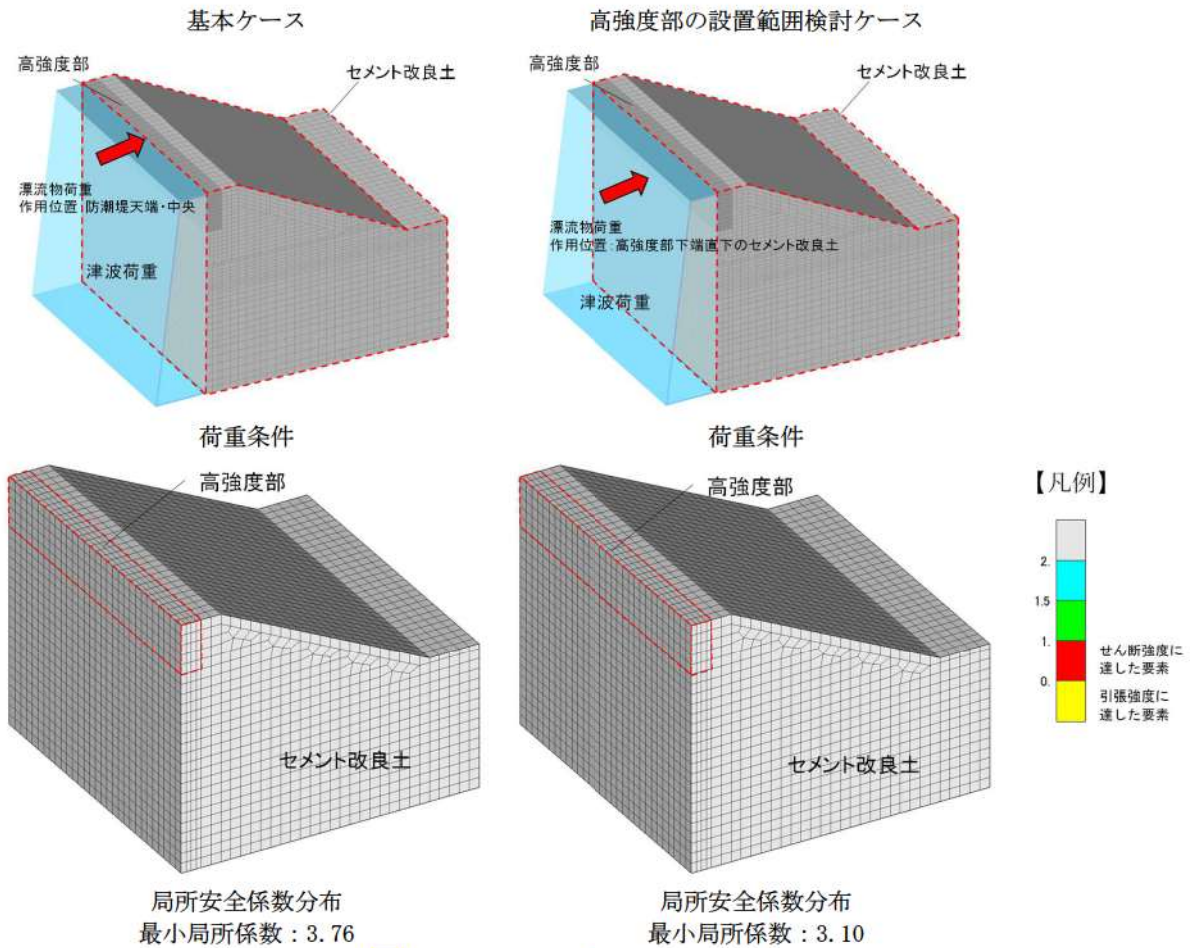 基本ケース
高強度部の設置範囲検討ケース
高強度部
セメント改良土
漂流物荷重
作用位置:防潮堤天端・中央
津波荷重
高強度部
セメント改良土
漂流物荷重
作用位置:高強度部下端直下のセメント改良土
津波荷重
荷重条件
荷重条件
高強度部
セメント改良土
高強度部
セメント改良土
【凡例】
2.
1.5
1.
0.
せん断強度に
達した要素
引張強度に
達した要素
局所安全係数分布
最小局所係数：3.76
局所安全係数分布
最小局所係数：3.10